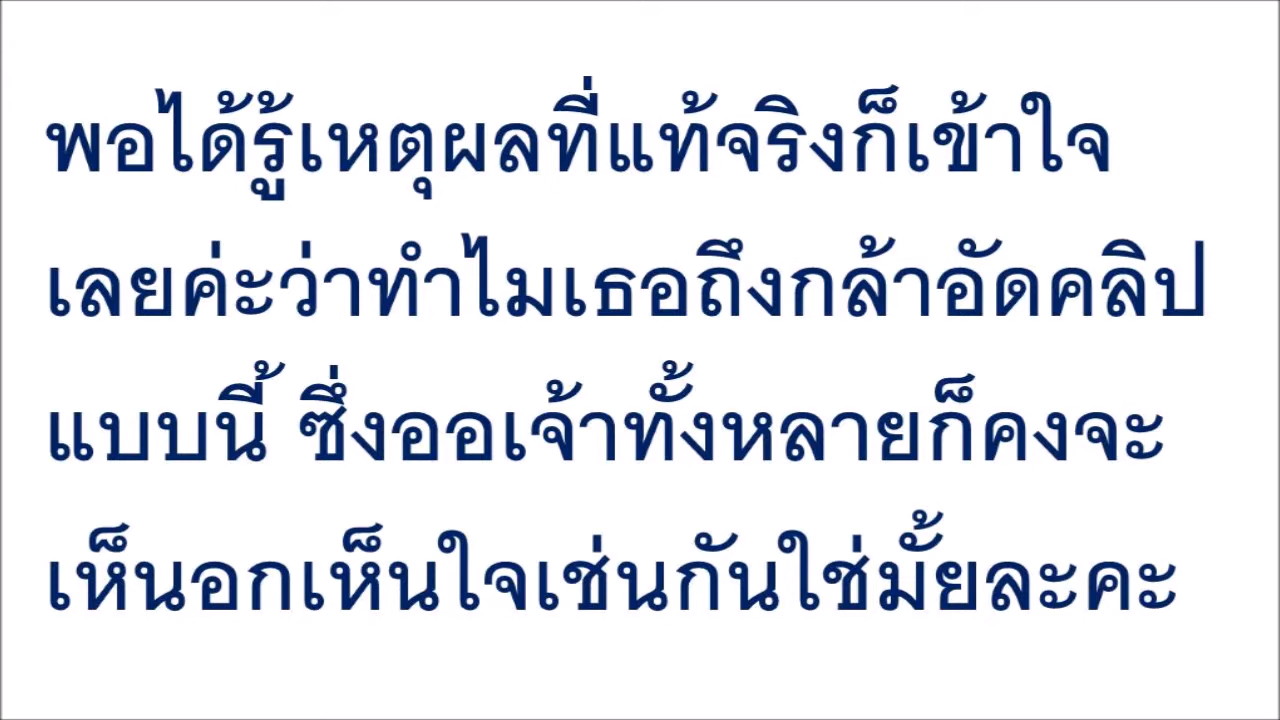 พอได้รู้เหตุผลที่แท้จริงก็เข้าใจ
เลยค่ะว่าทำไมเธอถึงกล้าอัดคลิป
แบบนี้ ซึ่งออเจ้าทั้งหลายก็คงจะ
เห็นอกเห็นใจเช่นกันใช่มั้ยละคะ